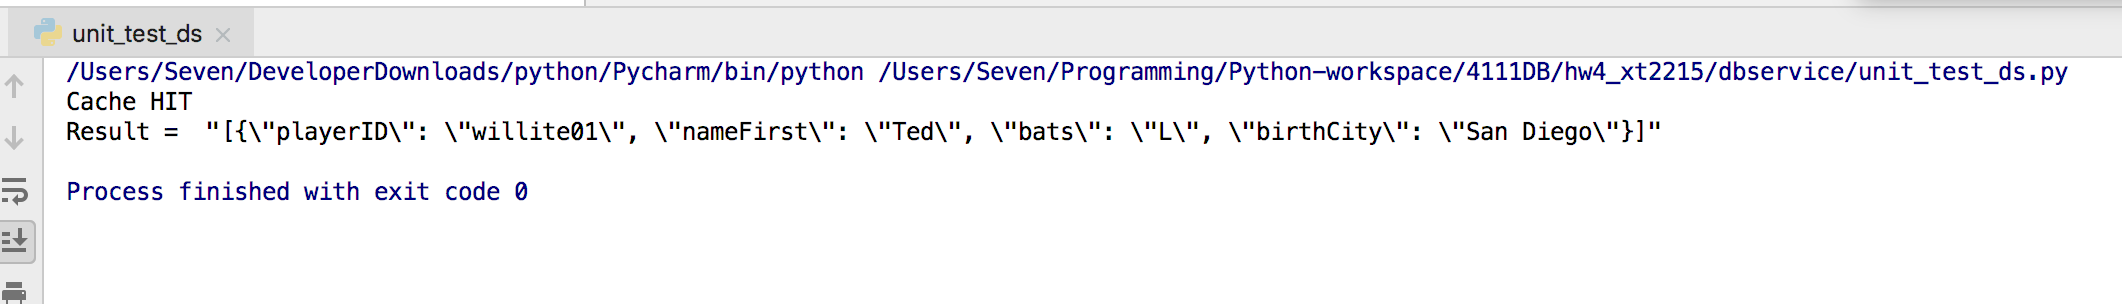 unit_test_ds
/Users/Seven/DeveloperDownloads/python/Pycharm/bin/python /Users/Seven/Programming/Python-workspace/4111DB/hw4_xt2215/dbservice/unit_test_ds.py
Cache HIT
Result =  "[{\"playerID\": \"willite01\", \"nameFirst\": \"Ted\", \"bats\": \"L\", \"birthCity\": \"San Diego\"}]"
Process finished with exit code 0